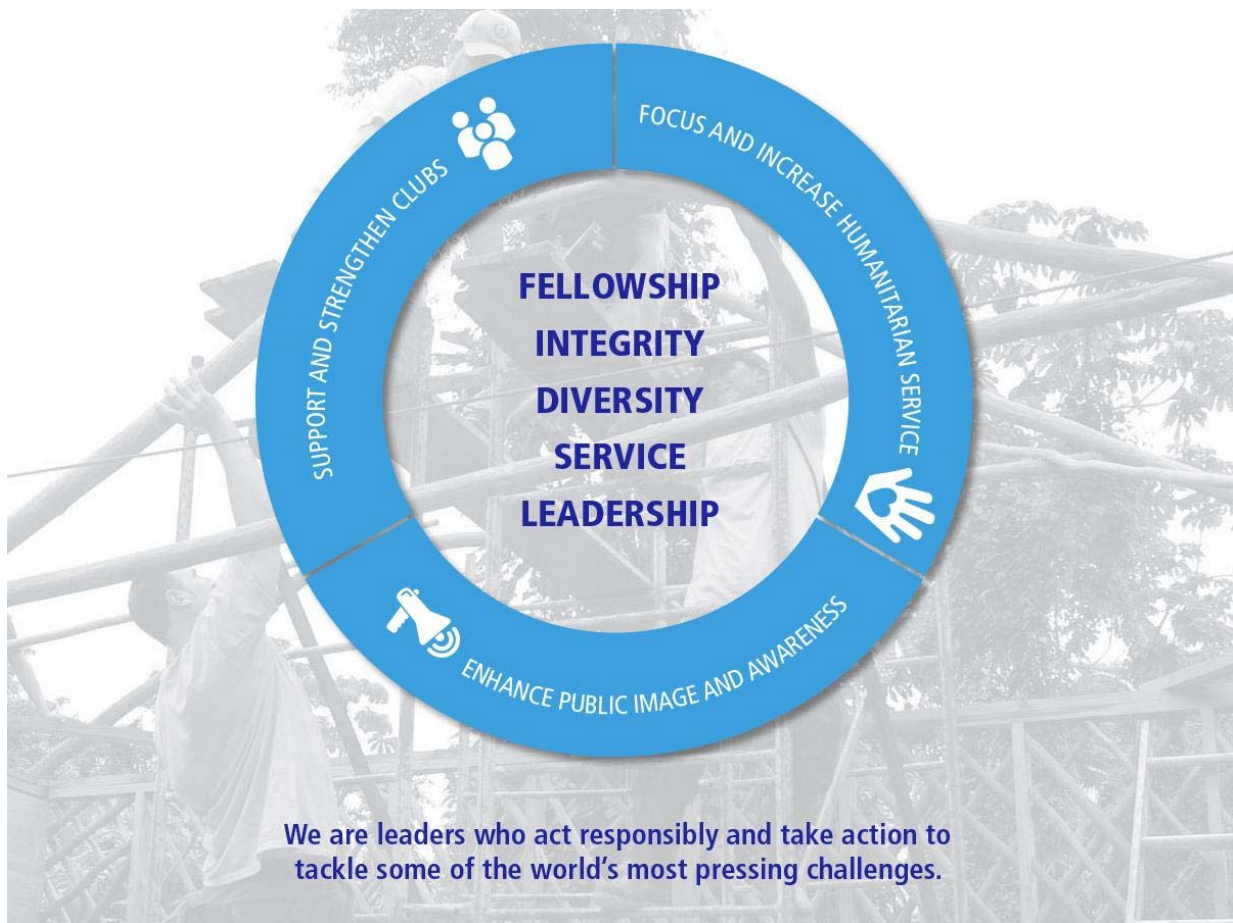 SUPPORT AND STRENGTHEN CLUBS
FOCUS AND INCREASE HUMANITARIAN SERVICE
ENHANCE PUBLIC IMAGE AND AWARENESS
FELLOWSHIP
INTEGRITY
DIVERSITY
SERVICE
LEADERSHIP
We are leaders who act responsibly and take action to
tackle some of the world’s most pressing challenges.